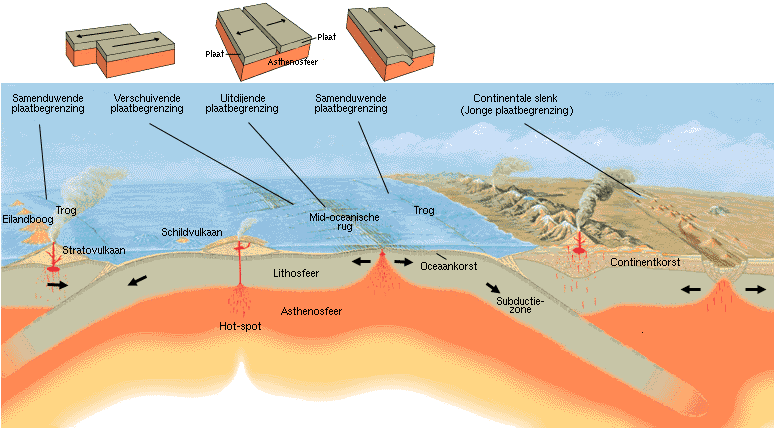 Plaat
Plaat
Asthenosfeer
Samenduwende
plaatbegrenzing
Verschuivende
plaatbegrenzing
Uitdijende
plaatbegrenzing
Samenduwende
plaatbegrenzing
Continentale slenk
(Jonge plaatbegrenzing)
Trog
Eilandboog
Stratovulkaan
Schildvulkaan
Mid-oceanische
rug
Trog
Lithosfeer
Oceaankorst
Continentkorst
Asthenosfeer
Subductie-
zone
Hot-spot